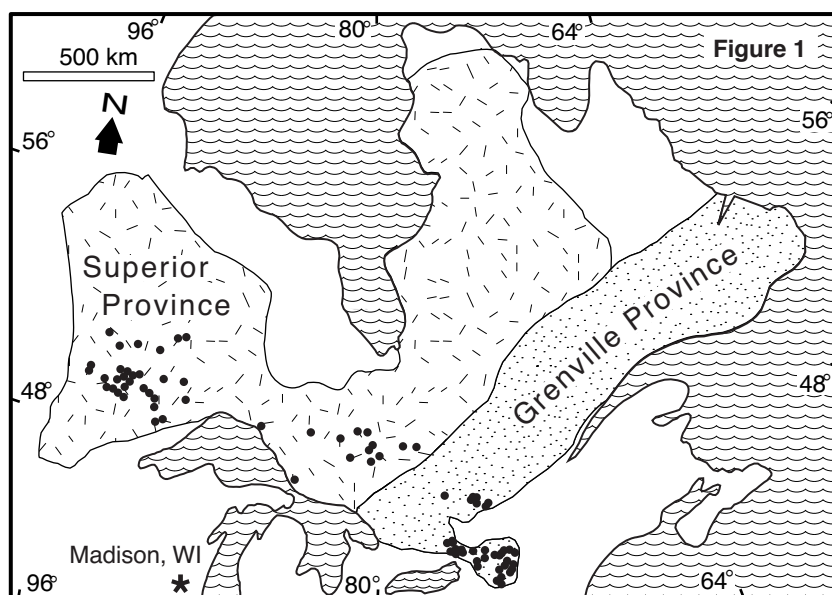 96°
80°
64°
Figure 1
500 km
N
56°
56°
Superior
Province
Grenville Province
48°
48°
Madison, WI
*
96°
80°
64°